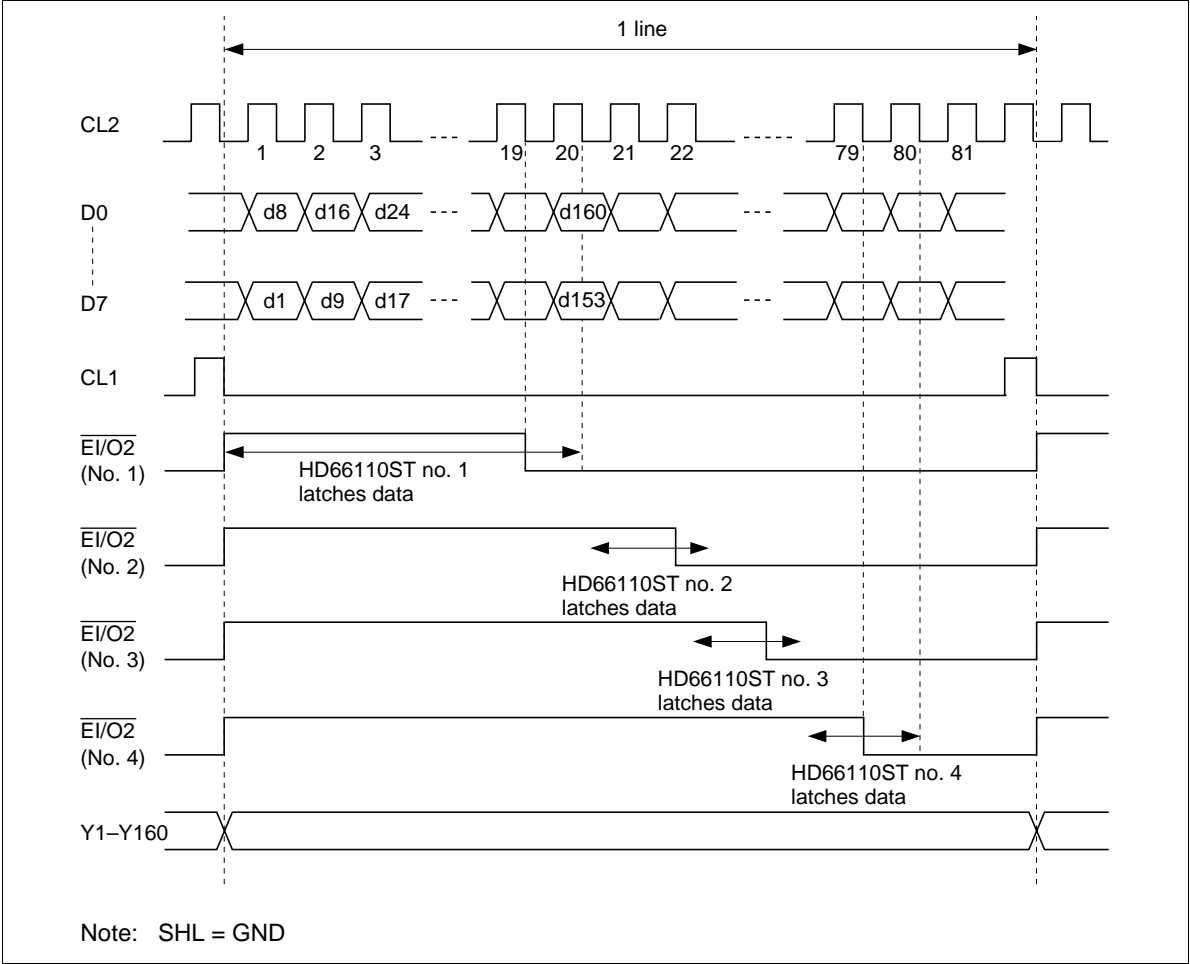 1 line
CL2
1 2 3 19 20 21 22 79 80 81
D0 d8 d16 d24 d160
D7 d1 d9 d17 d153
CL1
EI/O2
(No. 1)
HD66110ST no. 1
latches data
EI/O2
(No. 2)
HD66110ST no. 2
latches data
EI/O2
(No. 3)
HD66110ST no. 3
latches data
EI/O2
(No. 4)
HD66110ST no. 4
latches data
Y1–Y160
Note: SHL = GND